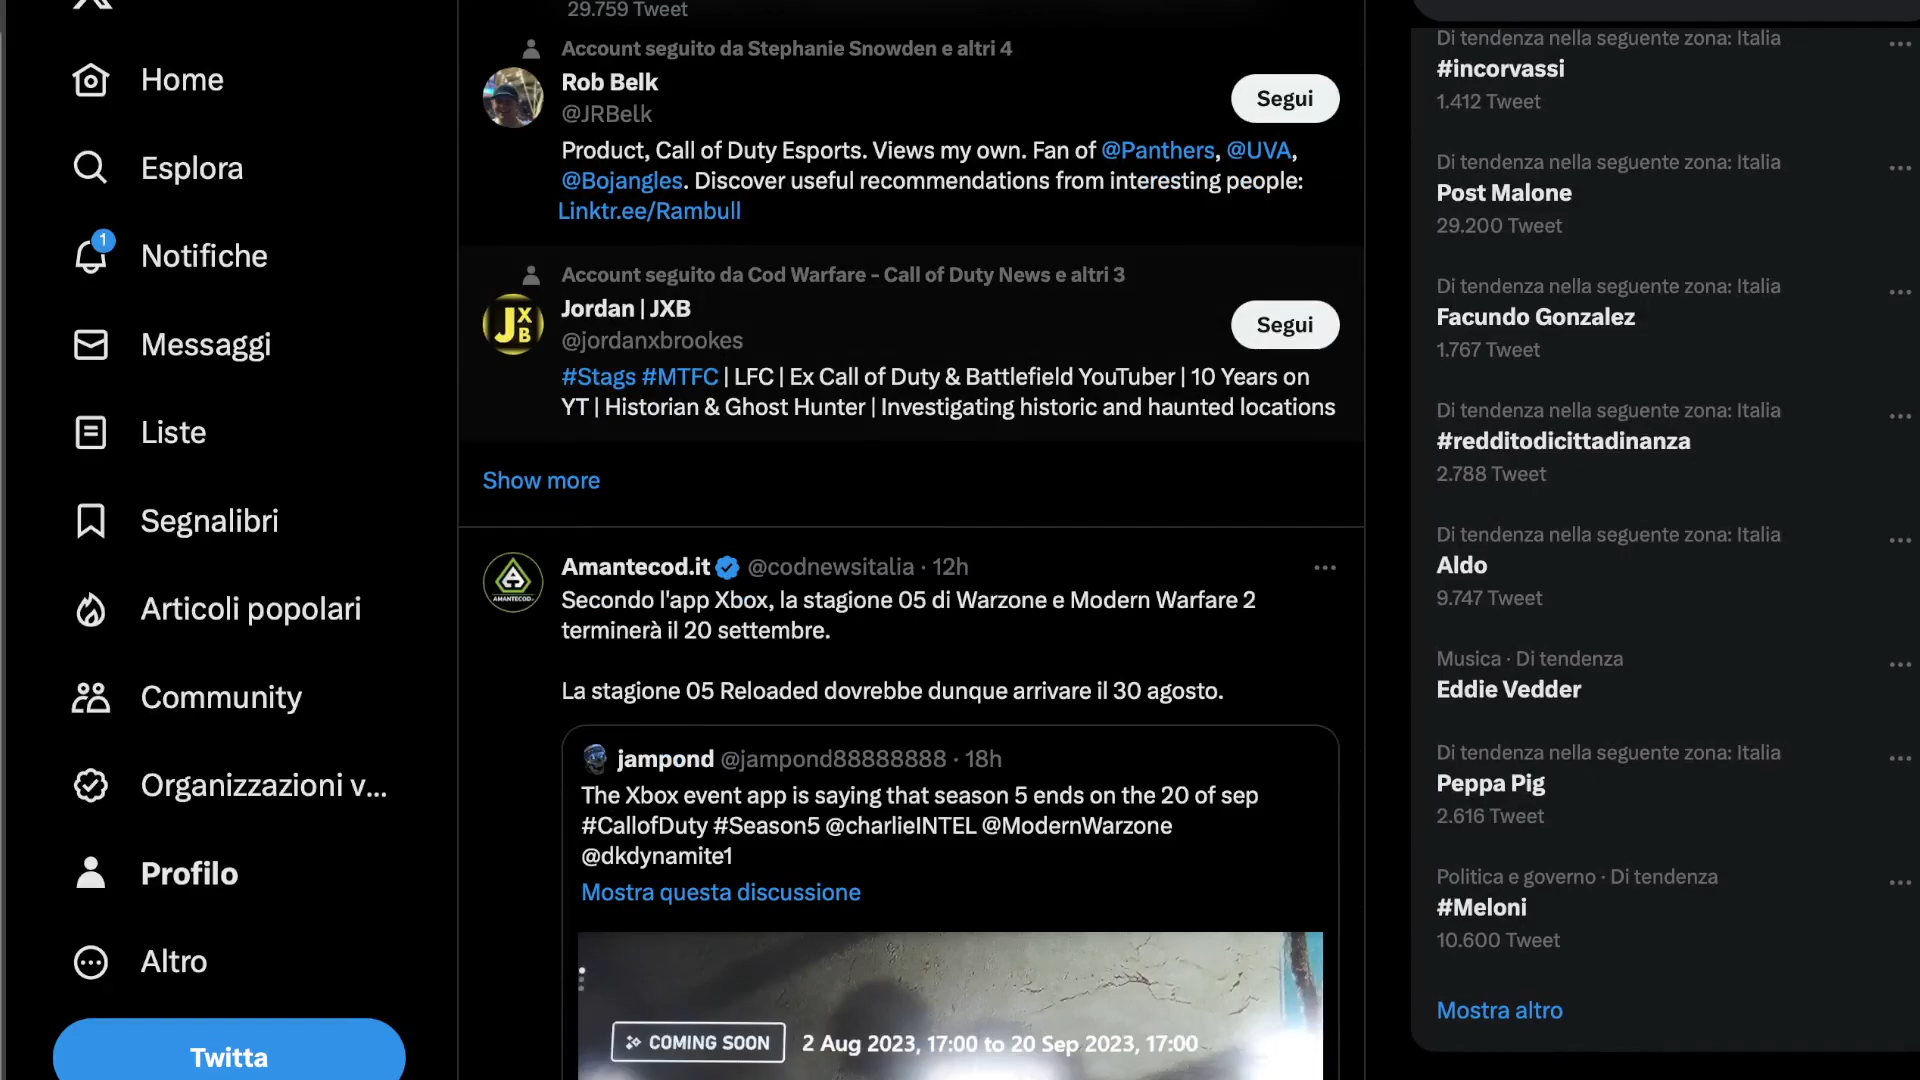 Home
Esplora
1
Notifiche
Messaggi
Liste
Segnalibri
Articoli popolari
Community
Organizzazioni v...
Profilo
Altro
Twitta
29.759 Tweet
Account seguito da Stephanie Snowden e altri 4
Rob Belk
@JRBelk
Segui
Product, Call of Duty Esports. Views my own. Fan of @Panthers, @UVA,
@Bojangles. Discover useful recommendations from interesting people:
Linktr.ee/Rambull
Account seguito da Cod Warfare - Call of Duty News e altri 3
JXB
Jordan | JXB
@jordanxbrookes
Segui
#Stags #MTFC | LFC | Ex Call of Duty & Battlefield YouTuber | 10 Years on
YT | Historian & Ghost Hunter | Investigating historic and haunted locations
Show more
AMANTECOD
Amantecod.it @codnewsitalia · 12h
Secondo l'app Xbox, la stagione 05 di Warzone e Modern Warfare 2
terminerà il 20 settembre.
La stagione 05 Reloaded dovrebbe dunque arrivare il 30 agosto.
jampond @jampond88888888 · 18h
The Xbox event app is saying that season 5 ends on the 20 of sep
#CallofDuty #Season5 @charlieINTEL @ModernWarzone
@dkdynamite1
Mostra questa discussione
COMING SOON 2 Aug 2023, 17:00 to 20 Sep 2023, 17:00
Di tendenza nella seguente zona: Italia
#incorvassi
1.412 Tweet
Di tendenza nella seguente zona: Italia
Post Malone
29.200 Tweet
Di tendenza nella seguente zona: Italia
Facundo Gonzalez
1.767 Tweet
Di tendenza nella seguente zona: Italia
#redditodicittadinanza
2.788 Tweet
Di tendenza nella seguente zona: Italia
Aldo
9.747 Tweet
Musica · Di tendenza
Eddie Vedder
Di tendenza nella seguente zona: Italia
Peppa Pig
2.616 Tweet
Politica e governo · Di tendenza
#Meloni
10.600 Tweet
Mostra altro